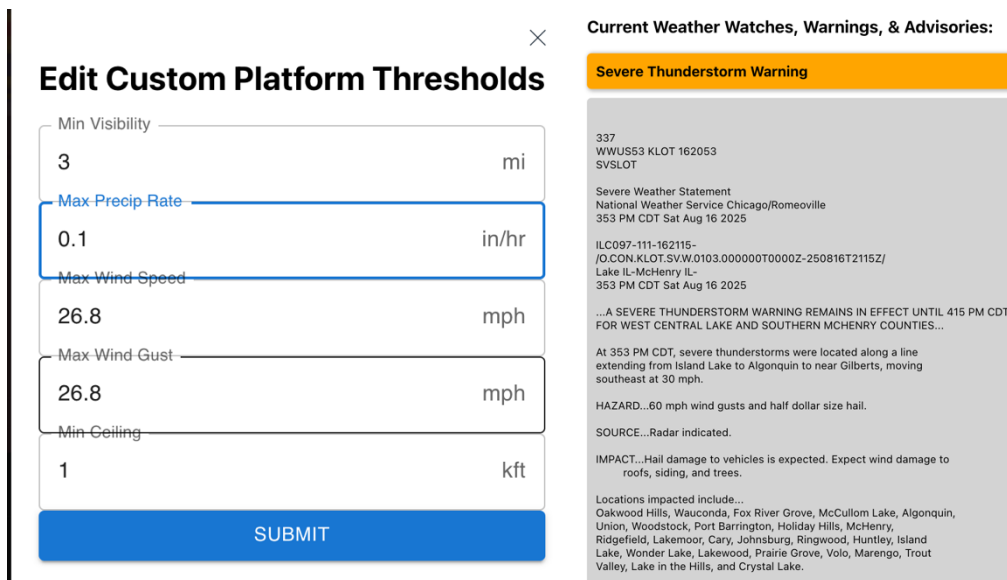 Edit Custom Platform Thresholds
Min Visibility
3 mi
Max Precip Rate
0.1 in/hr
Max Wind Speed
26.8 mph
Max Wind Gust
26.8 mph
Min Ceiling
1 kft
SUBMIT
Current Weather Watches, Warnings, & Advisories:
Severe Thunderstorm Warning
337
WWUS53 KLOT 162053
SVSLOT
Severe Weather Statement
National Weather Service Chicago/Romeoville
353 PM CDT Sat Aug 16 2025
ILC097-111-162115-
/O.CON.KLOT.SV.W.0103.000000T0000Z-250816T2115Z/
Lake IL-McHenry IL-
353 PM CDT Sat Aug 16 2025
...A SEVERE THUNDERSTORM WARNING REMAINS IN EFFECT UNTIL 415 PM CDT
FOR WEST CENTRAL LAKE AND SOUTHERN MCHENRY COUNTIES...
At 353 PM CDT, severe thunderstorms were located along a line
extending from Island Lake to Algonquin to near Gilberts, moving
southeast at 30 mph.
HAZARD...60 mph wind gusts and half dollar size hail.
SOURCE...Radar indicated.
IMPACT...Hail damage to vehicles is expected. Expect wind damage to
roofs, siding, and trees.
Locations impacted include...
Oakwood Hills, Wauconda, Fox River Grove, McCullom Lake, Algonquin,
Union, Woodstock, Port Barrington, Holiday Hills, McHenry,
Ridgefield, Lakemoor, Cary, Johnsburg, Ringwood, Huntley, Island
Lake, Wonder Lake, Lakewood, Prairie Grove, Volo, Marengo, Trout
Valley, Lake in the Hills, and Crystal Lake.